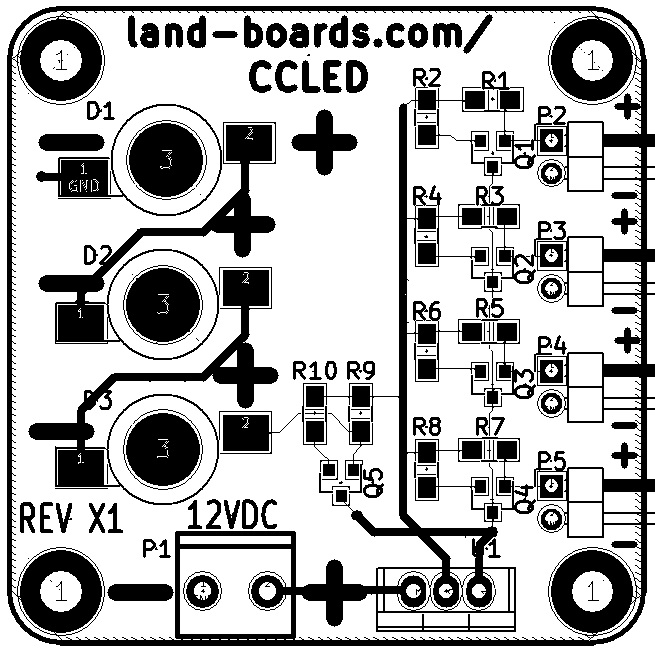 land-boards.com/
CCLED
1
1
R2
R1
D1
P2
+
2
3
1
GND
+
Q1
R4
R3
+
+
P3
D2
2
Q2
3
1
R6
R5
+
+
P4
R10
R9
Q3
D3
2
R8
R7
+
3
1
P5
Q5
Q4
REV X1
12VDC
P1
U1
1
+
1